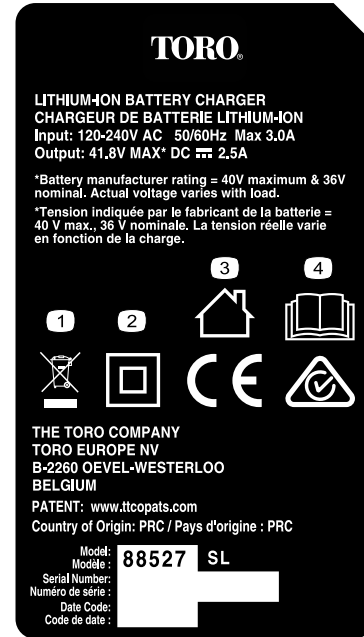 TORO®
LITHIUM-ION BATTERY CHARGER
CHARGEUR DE BATTERIE LITHIUM-ION
Input: 120-240V AC 50/60Hz Max 3.0A
Output: 41.8V MAX* DC 2.5A
*Battery manufacturer rating = 40V maximum & 36V
nominal. Actual voltage varies with load.
*Tension indiquée par le fabricant de la batterie =
40 V max., 36 V nominale. La tension réelle varie
en fonction de la charge.
3 4
1 2
CE
THE TORO COMPANY
TORO EUROPE NV
B-2260 OEVEL-WESTERLOO
BELGIUM
PATENT: www.ttcopats.com
Country of Origin: PRC / Pays d'origine : PRC
Model:
Modèle : 88527 SL
Serial Number:
Numéro de série :
Date Code:
Code de date :